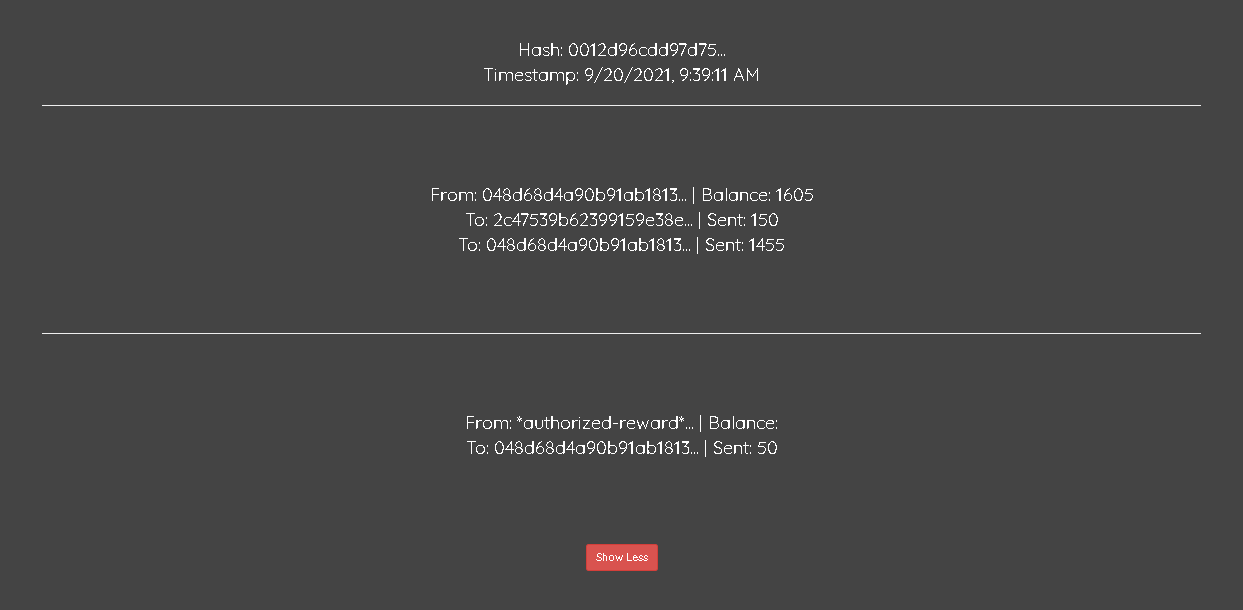 Hash: 0012d96cdd97d75...
Timestamp: 9/20/2021, 9:39:11 AM
From: 048d68d4a90b91ab1813... | Balance: 1605
To: 2c47539b62399159e38e... | Sent: 150
To: 048d68d4a90b91ab1813... | Sent: 1455
From: *authorized-reward*... | Balance:
To: 048d68d4a90b91ab1813... | Sent: 50
Show Less